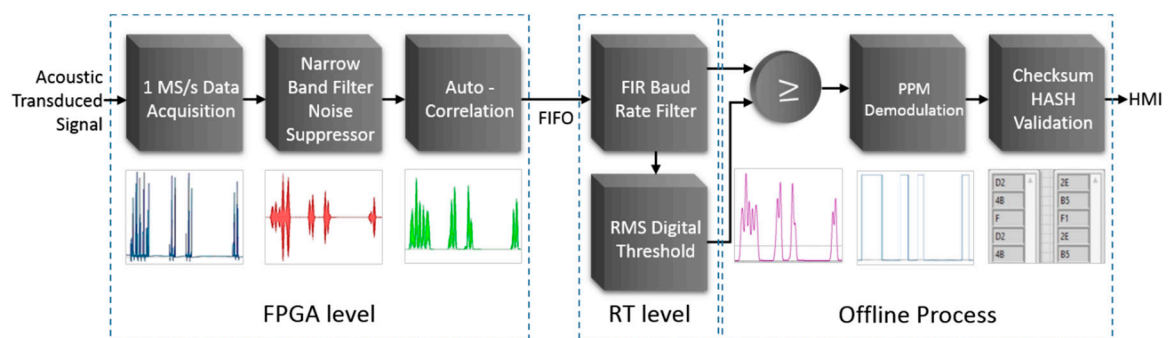 Acoustic
Transduced
Signal
1 MS/s Data
Acquisition
Narrow
Band Filter
Noise
Suppressor
Auto -
Correlation
FIFO
FIR Baud
Rate Filter
RMS Digital
Threshold
≥
PPM
Demodulation
Checksum
HASH
Validation
HMI
D2
4B
F
D2
4B
2E
B5
F1
2E
B5
FPGA level
RT level
Offline Process